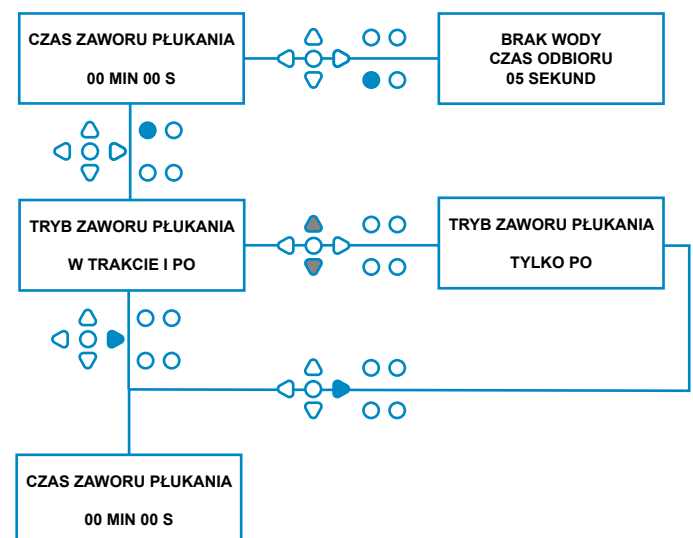 CZAS ZAWORU PŁUKANIA
00 MIN 00 S
BRAK WODY
CZAS ODBIORU
05 SEKUND
TRYB ZAWORU PŁUKANIA
W TRAKCIE I PO
TRYB ZAWORU PŁUKANIA
TYLKO PO
CZAS ZAWORU PŁUKANIA
00 MIN 00 S